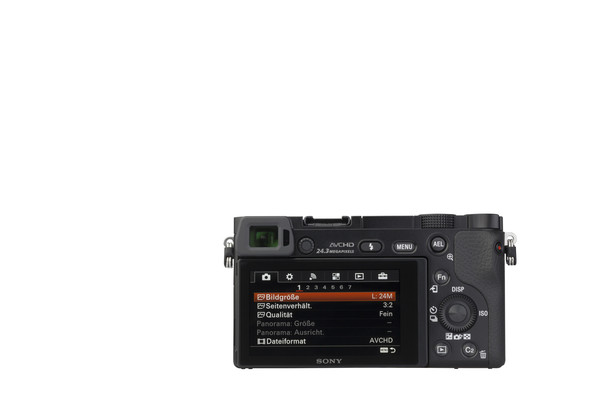 AVCHD
24.3 MEGAPIXELS
MENU
AEL
Fn
DISP
1 2 3 4 5 6 7
Bildgröße L: 24M
Seitenverhält. 3:2
Qualität Fein
Panorama: Größe –
Panorama: Ausricht. –
Dateiformat AVCHD
ISO
C2
SONY